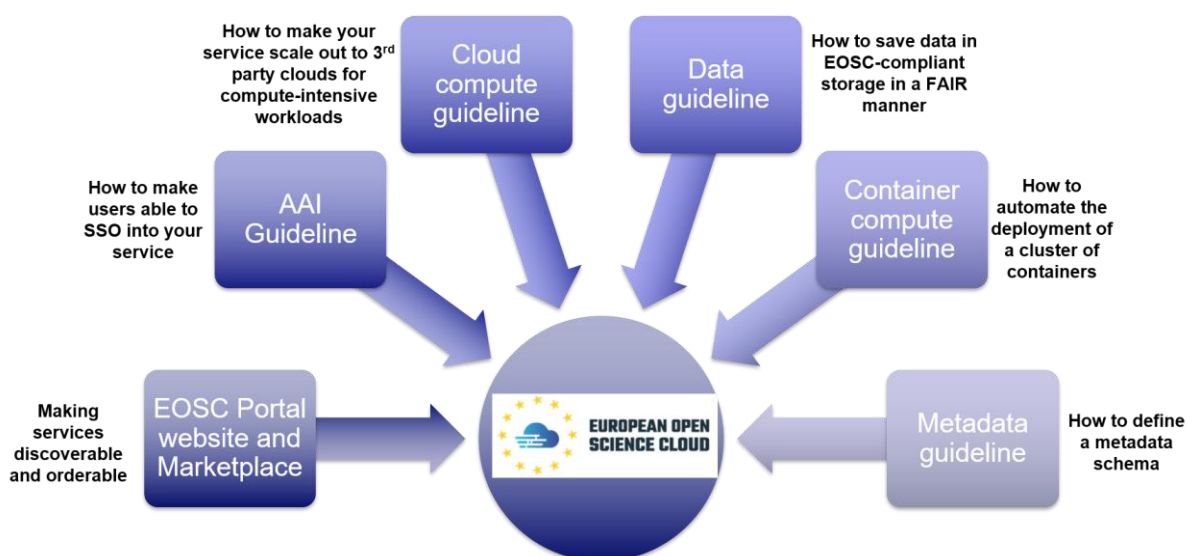 How to make your
service scale out to 3rd
party clouds for
compute-intensive
workloads
Cloud
compute
guideline
Data
guideline
How to save data in
EOSC-compliant
storage in a FAIR
manner
How to make
users able to
SSO into your
service
AAI
Guideline
Container
compute
guideline
How to
automate the
deployment of
a cluster of
containers
Making
services
discoverable
and orderable
EOSC Portal
website and
Marketplace
EUROPEAN OPEN
SCIENCE CLOUD
Metadata
guideline
How to define
a metadata
schema